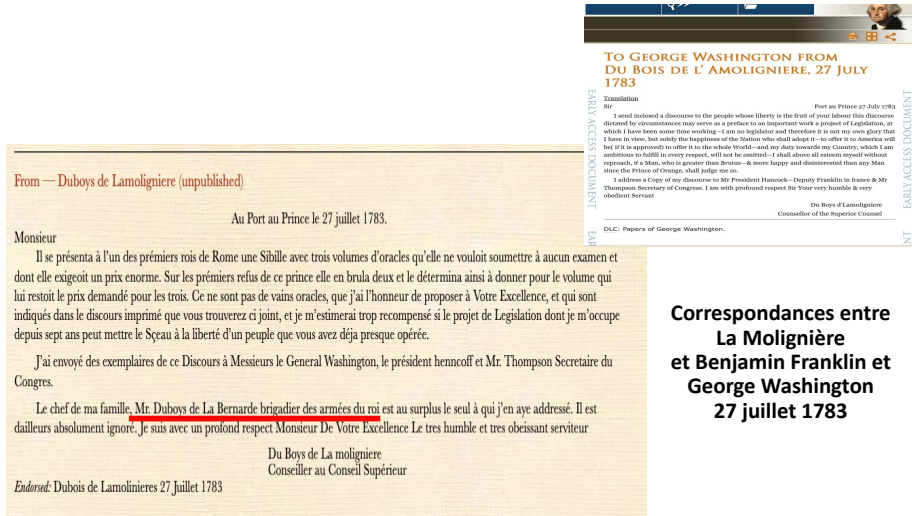 TO GEORGE WASHINGTON FROM
DU BOIS DE L' AMOLIGNIERE, 27 JULY
1783
EARLY ACCESS DOCUMENT
EARLY ACCESS DOCUMENT
Translation
Sir Port au Prince 27 July 1783
I send inclosed a discourse to the people whose liberty is the fruit of your labour this discourse
dictated by circumstances may serve as a preface to an important work a project of Legislation, at
which I have been some time working—I am no legislator and therefore it is not my own glory that
I have in view, but solely the happiness of the Nation who shall adopt it—to offer it to America will
be( if it is approved) to offer it to the whole World—and my duty towards my Country, which I am
ambitious to fulfill in every respect, will not be omitted—I shall above all esteem myself without
reproach, if a Man, who is greater than Brutus—& more happy and disinterested than any Man
since the Prince of Orange, shall judge me so.
I address a Copy of my discourse to Mr President Hancock—Deputy Franklin in france & Mr
Thompson Secretary of Congress. I am with profound respect Sir Your very humble & very
obedient Servant
Du Bois d'Lamoligniere
Counsellor of the Superior Counsel
DLC: Papers of George Washington.
From — Duboys de Lamoligniere (unpublished)
Au Port au Prince le 27 juillet 1783.
Monsieur
Il se présenta à l'un des prémiers rois de Rome une Sibille avec trois volumes d'oracles qu'elle ne vouloit soumettre à aucun examen et
dont elle exigeoit un prix enorme. Sur les prémiers refus de ce prince elle en brula deux et le détermina ainsi à donner pour le volume qui
lui restoit le prix demandé pour les trois. Ce ne sont pas de vains oracles, que j'ai l'honneur de proposer à Votre Excellence, et qui sont
indiqués dans le discours imprimé que vous trouverez ci joint, et je m'estimerai trop recompensé si le projet de Legislation dont je m'occupe
depuis sept ans peut mettre le Sçeau à la liberté d'un peuple que vous avez déja presque opérée.
J'ai envoyé des exemplaires de ce Discours à Messieurs le General Washington, le président henncoff et Mr. Thompson Secretaire du
Congres.
Le chef de ma famille, Mr. Duboys de La Bernarde brigadier des armées du roi est au surplus le seul à qui j'en aye addressé. Il est
dailleurs absolument ignoré. Je suis avec un profond respect Monsieur De Votre Excellence Le tres humble et tres obeissant serviteur
Du Boys de La moligniere
Conseiller au Conseil Supérieur
Endorsed: Dubois de Lamolinieres 27 Juillet 1783
Correspondances entre
La Molignière
et Benjamin Franklin et
George Washington
27 juillet 1783